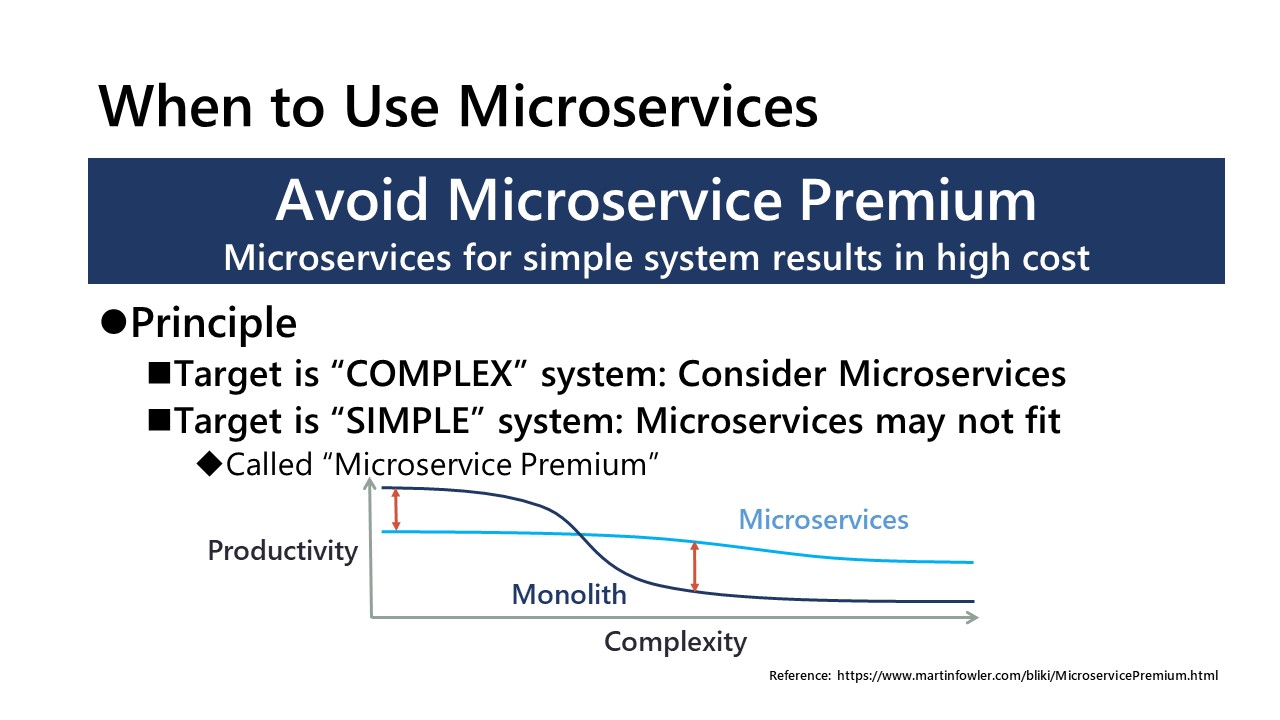 When to Use Microservices
Avoid Microservice Premium
Microservices for simple system results in high cost
●Principle
■Target is “COMPLEX” system: Consider Microservices
■Target is “SIMPLE” system: Microservices may not fit
◆Called “Microservice Premium”
Microservices
Productivity
Monolith
Complexity
Reference: https://www.martinfowler.com/bliki/MicroservicePremium.html